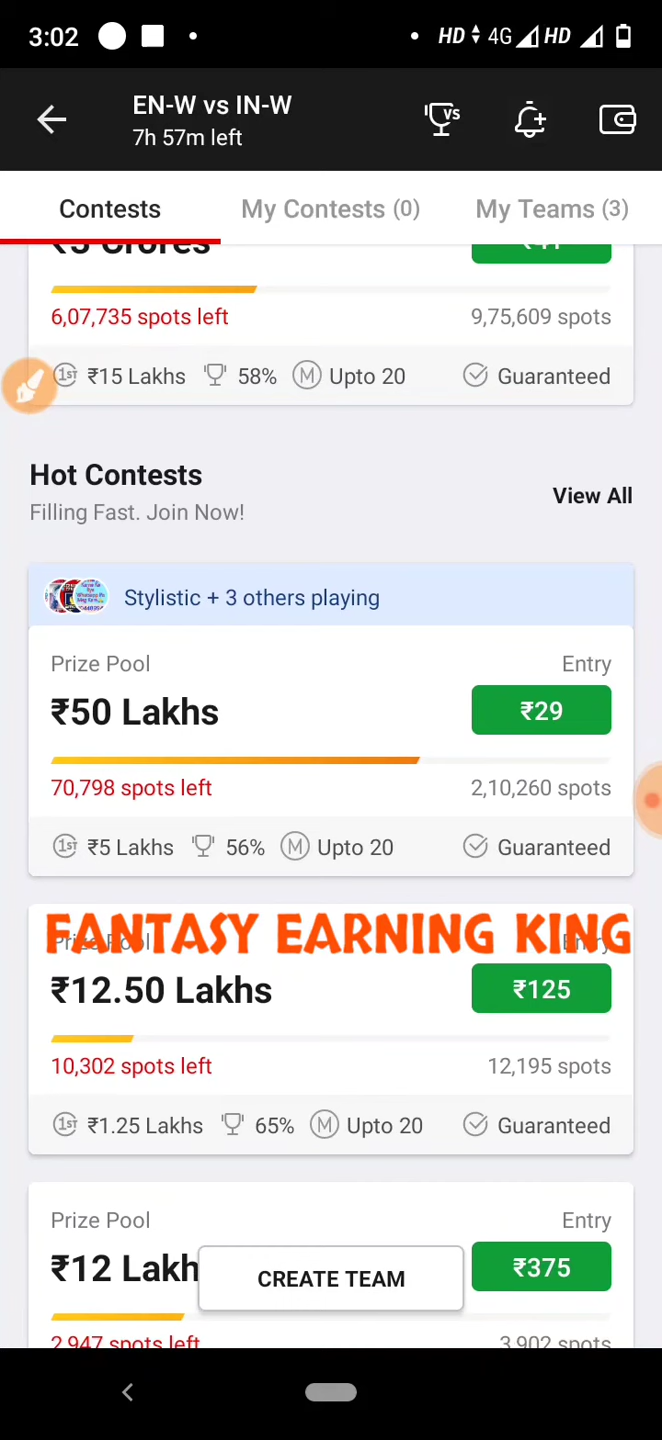 3:02
HD 4G HD
EN-W vs IN-W
7h 57m left
VS
Contests My Contests (0) My Teams (3)
6,07,735 spots left 9,75,609 spots
1ST ₹15 Lakhs 58% M Upto 20 Guaranteed
Hot Contests
Filling Fast. Join Now!
View All
Stylistic + 3 others playing
Prize Pool Entry
₹50 Lakhs ₹29
70,798 spots left 2,10,260 spots
1ST ₹5 Lakhs 56% M Upto 20 Guaranteed
FANTASY EARNING KING
Prize Pool Entry
₹12.50 Lakhs ₹125
10,302 spots left 12,195 spots
1ST ₹1.25 Lakhs 65% M Upto 20 Guaranteed
Prize Pool Entry
₹12 Lakh ₹375
CREATE TEAM
2,947 spots left 3,902 spots